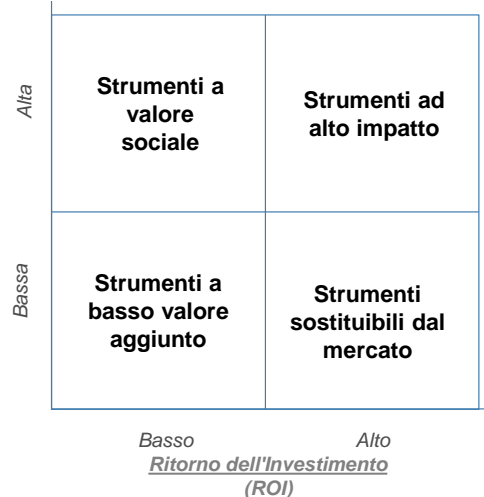 Alta
Strumenti a
valore
sociale
Strumenti ad
alto impatto
Bassa
Strumenti a
basso valore
aggiunto
Strumenti
sostituibili dal
mercato
Basso
Alto
Ritorno dell'Investimento
(ROI)